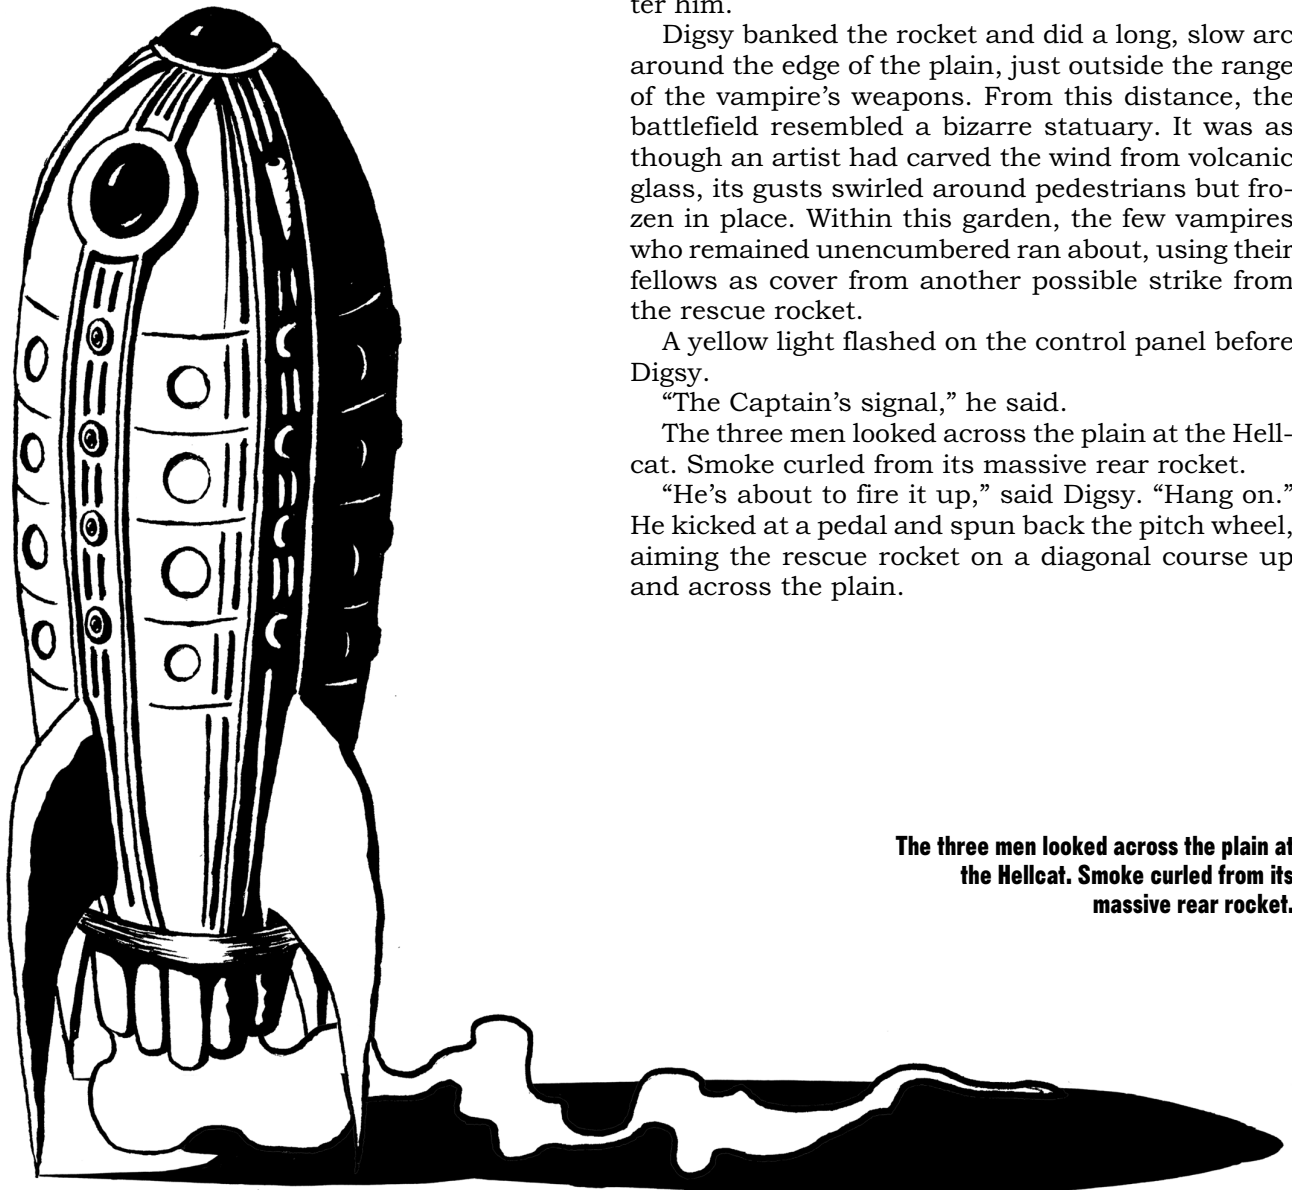 ter him.
Digsy banked the rocket and did a long, slow arc
around the edge of the plain, just outside the range
of the vampire’s weapons. From this distance, the
battlefield resembled a bizarre statuary. It was as
though an artist had carved the wind from volcanic
glass, its gusts swirled around pedestrians but fro-
zen in place. Within this garden, the few vampires
who remained unencumbered ran about, using their
fellows as cover from another possible strike from
the rescue rocket.
A yellow light flashed on the control panel before
Digsy.
“The Captain’s signal,” he said.
The three men looked across the plain at the Hell-
cat. Smoke curled from its massive rear rocket.
“He’s about to fire it up,” said Digsy. “Hang on.”
He kicked at a pedal and spun back the pitch wheel,
aiming the rescue rocket on a diagonal course up
and across the plain.
The three men looked across the plain at
the Hellcat. Smoke curled from its
massive rear rocket.